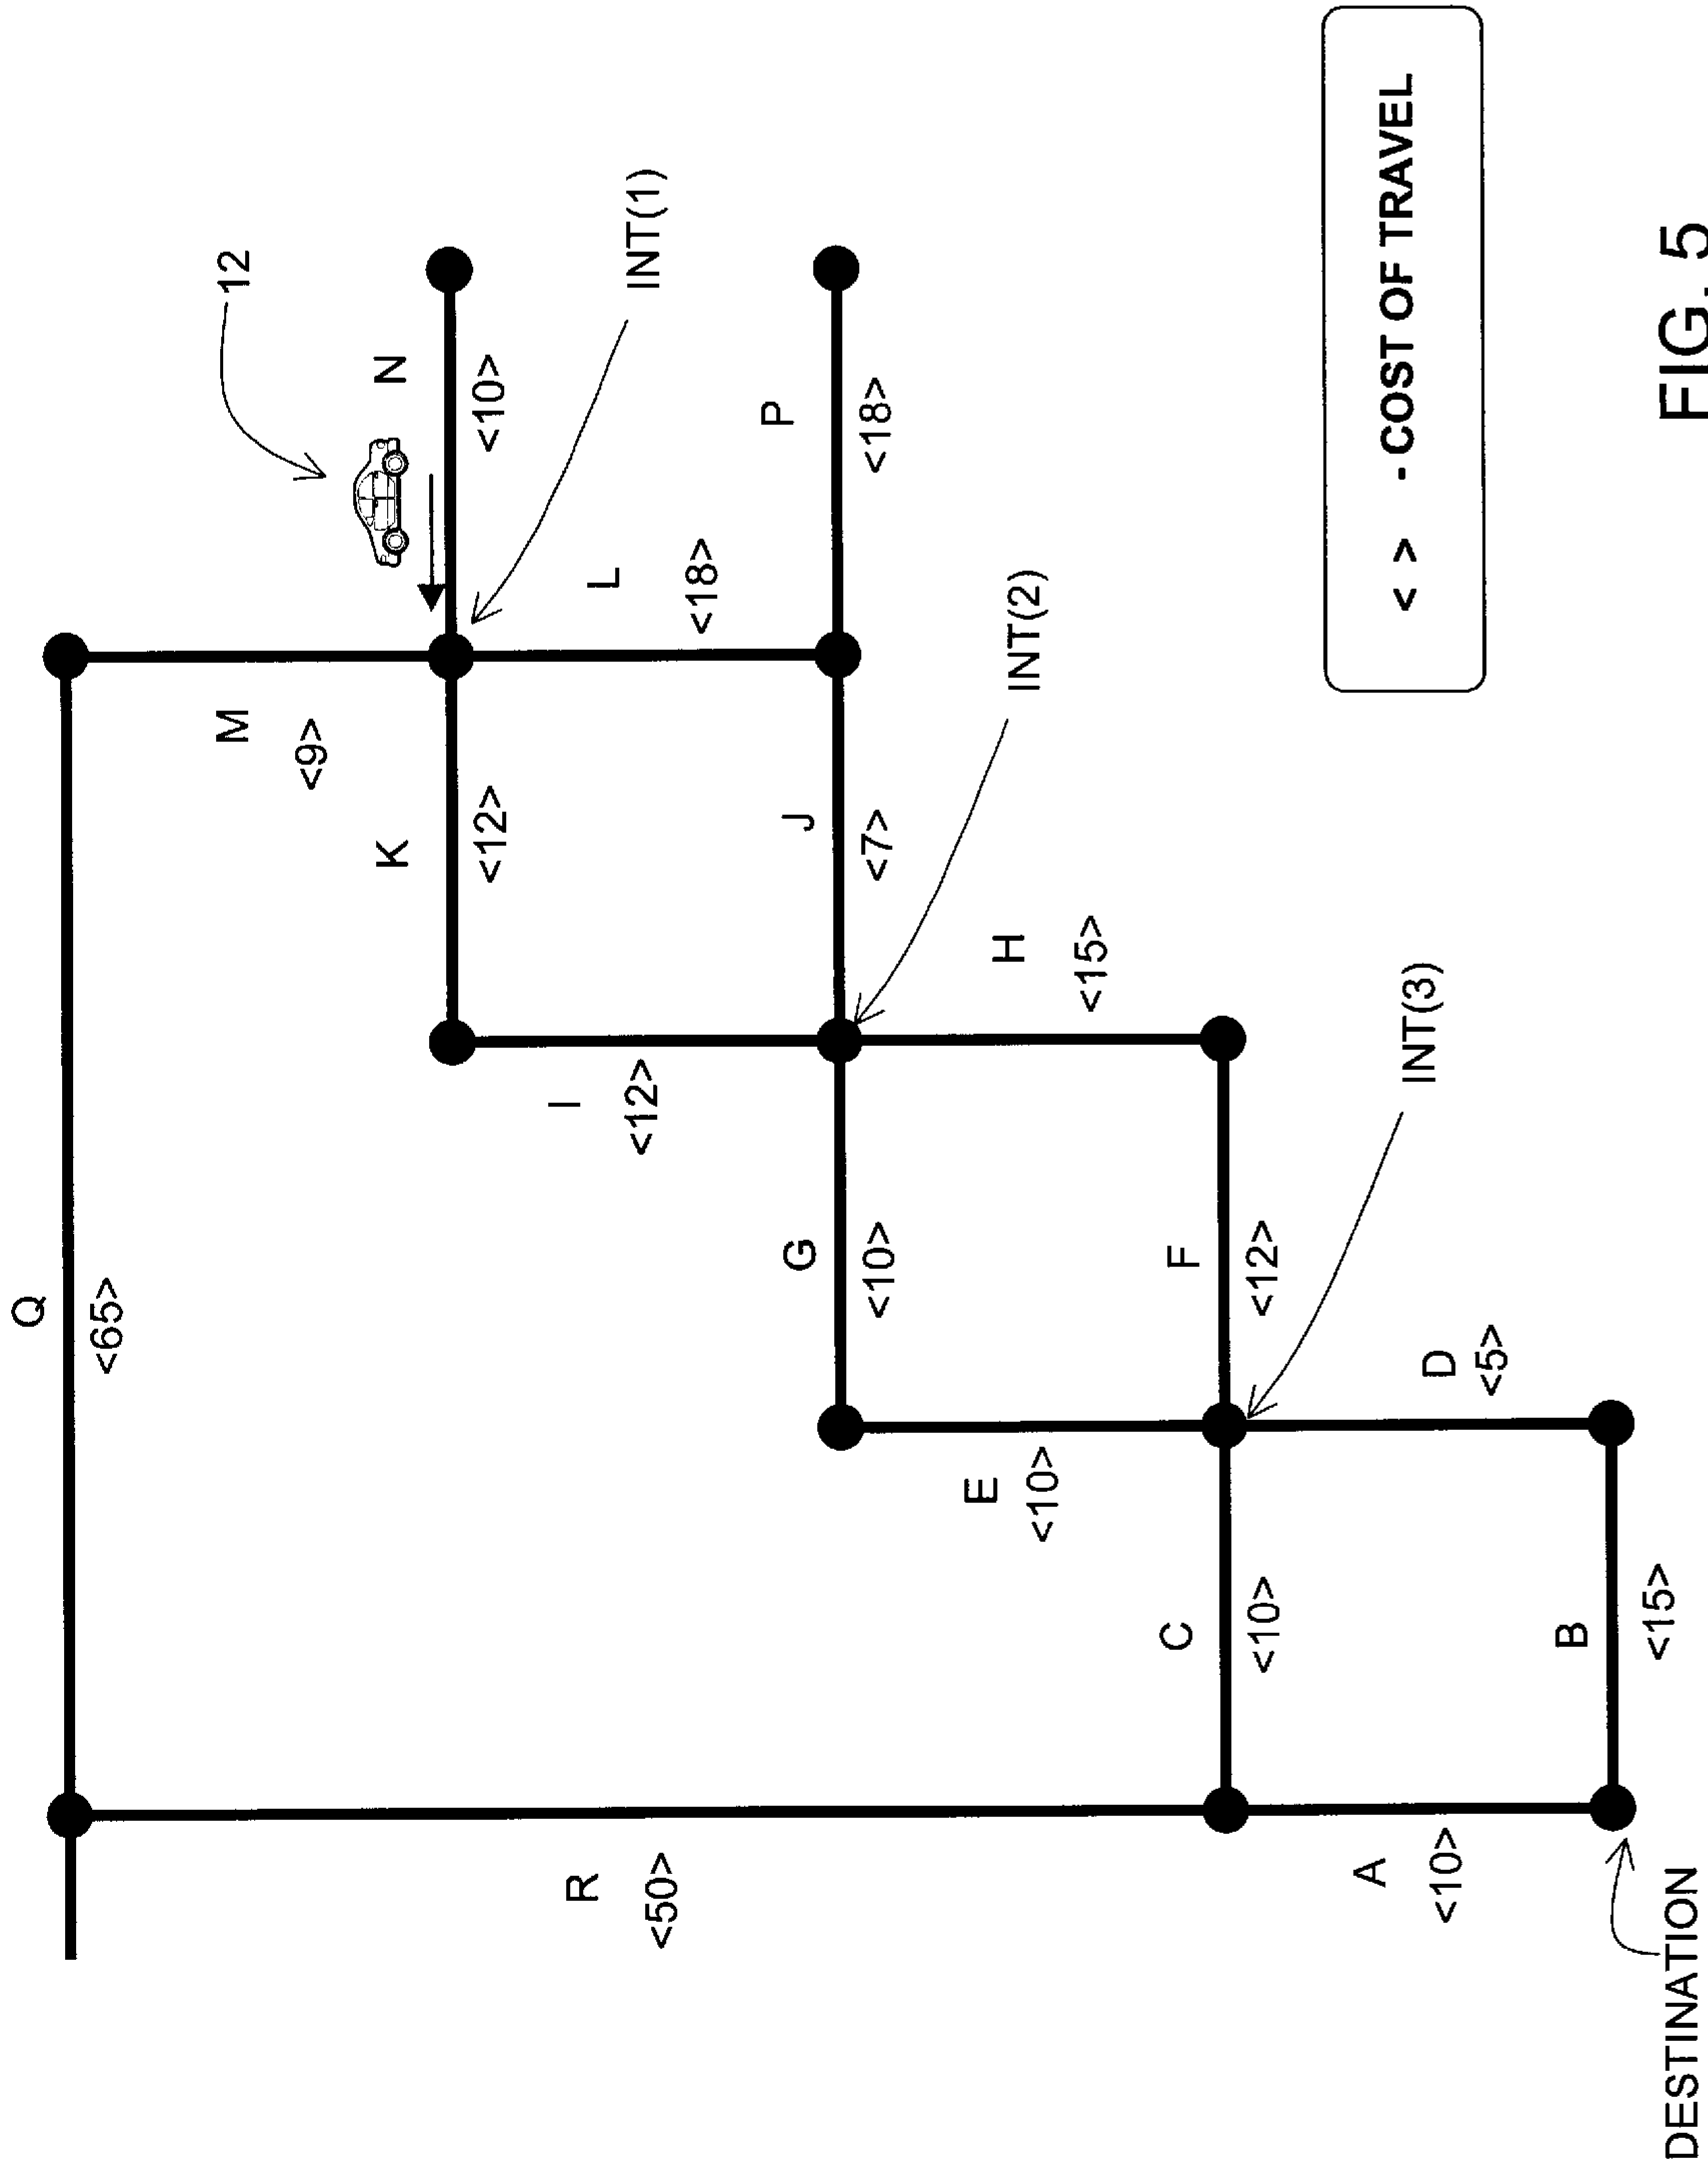 Q
<65>
12
M
<9>
N
<10>
K
<12>
INT(1)
L
<18>
I
<12>
J
<7>
P
<18>
R
<50>
G
<10>
E
<10>
H
<15>
INT(2)
C
<10>
F
<12>
A
<10>
D
<5>
INT(3)
B
<15>
DESTINATION
< > - COST OF TRAVEL
FIG. 5